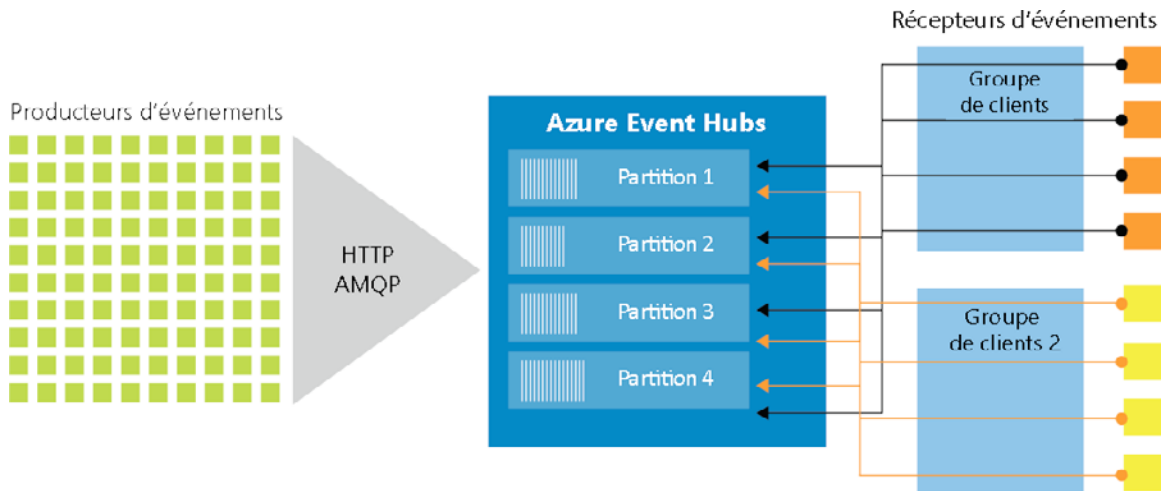 Producteurs d'événements
HTTP
AMQP
Azure Event Hubs
Partition 1
Partition 2
Partition 3
Partition 4
Récepteurs d'événements
Groupe
de clients
Groupe
de clients 2